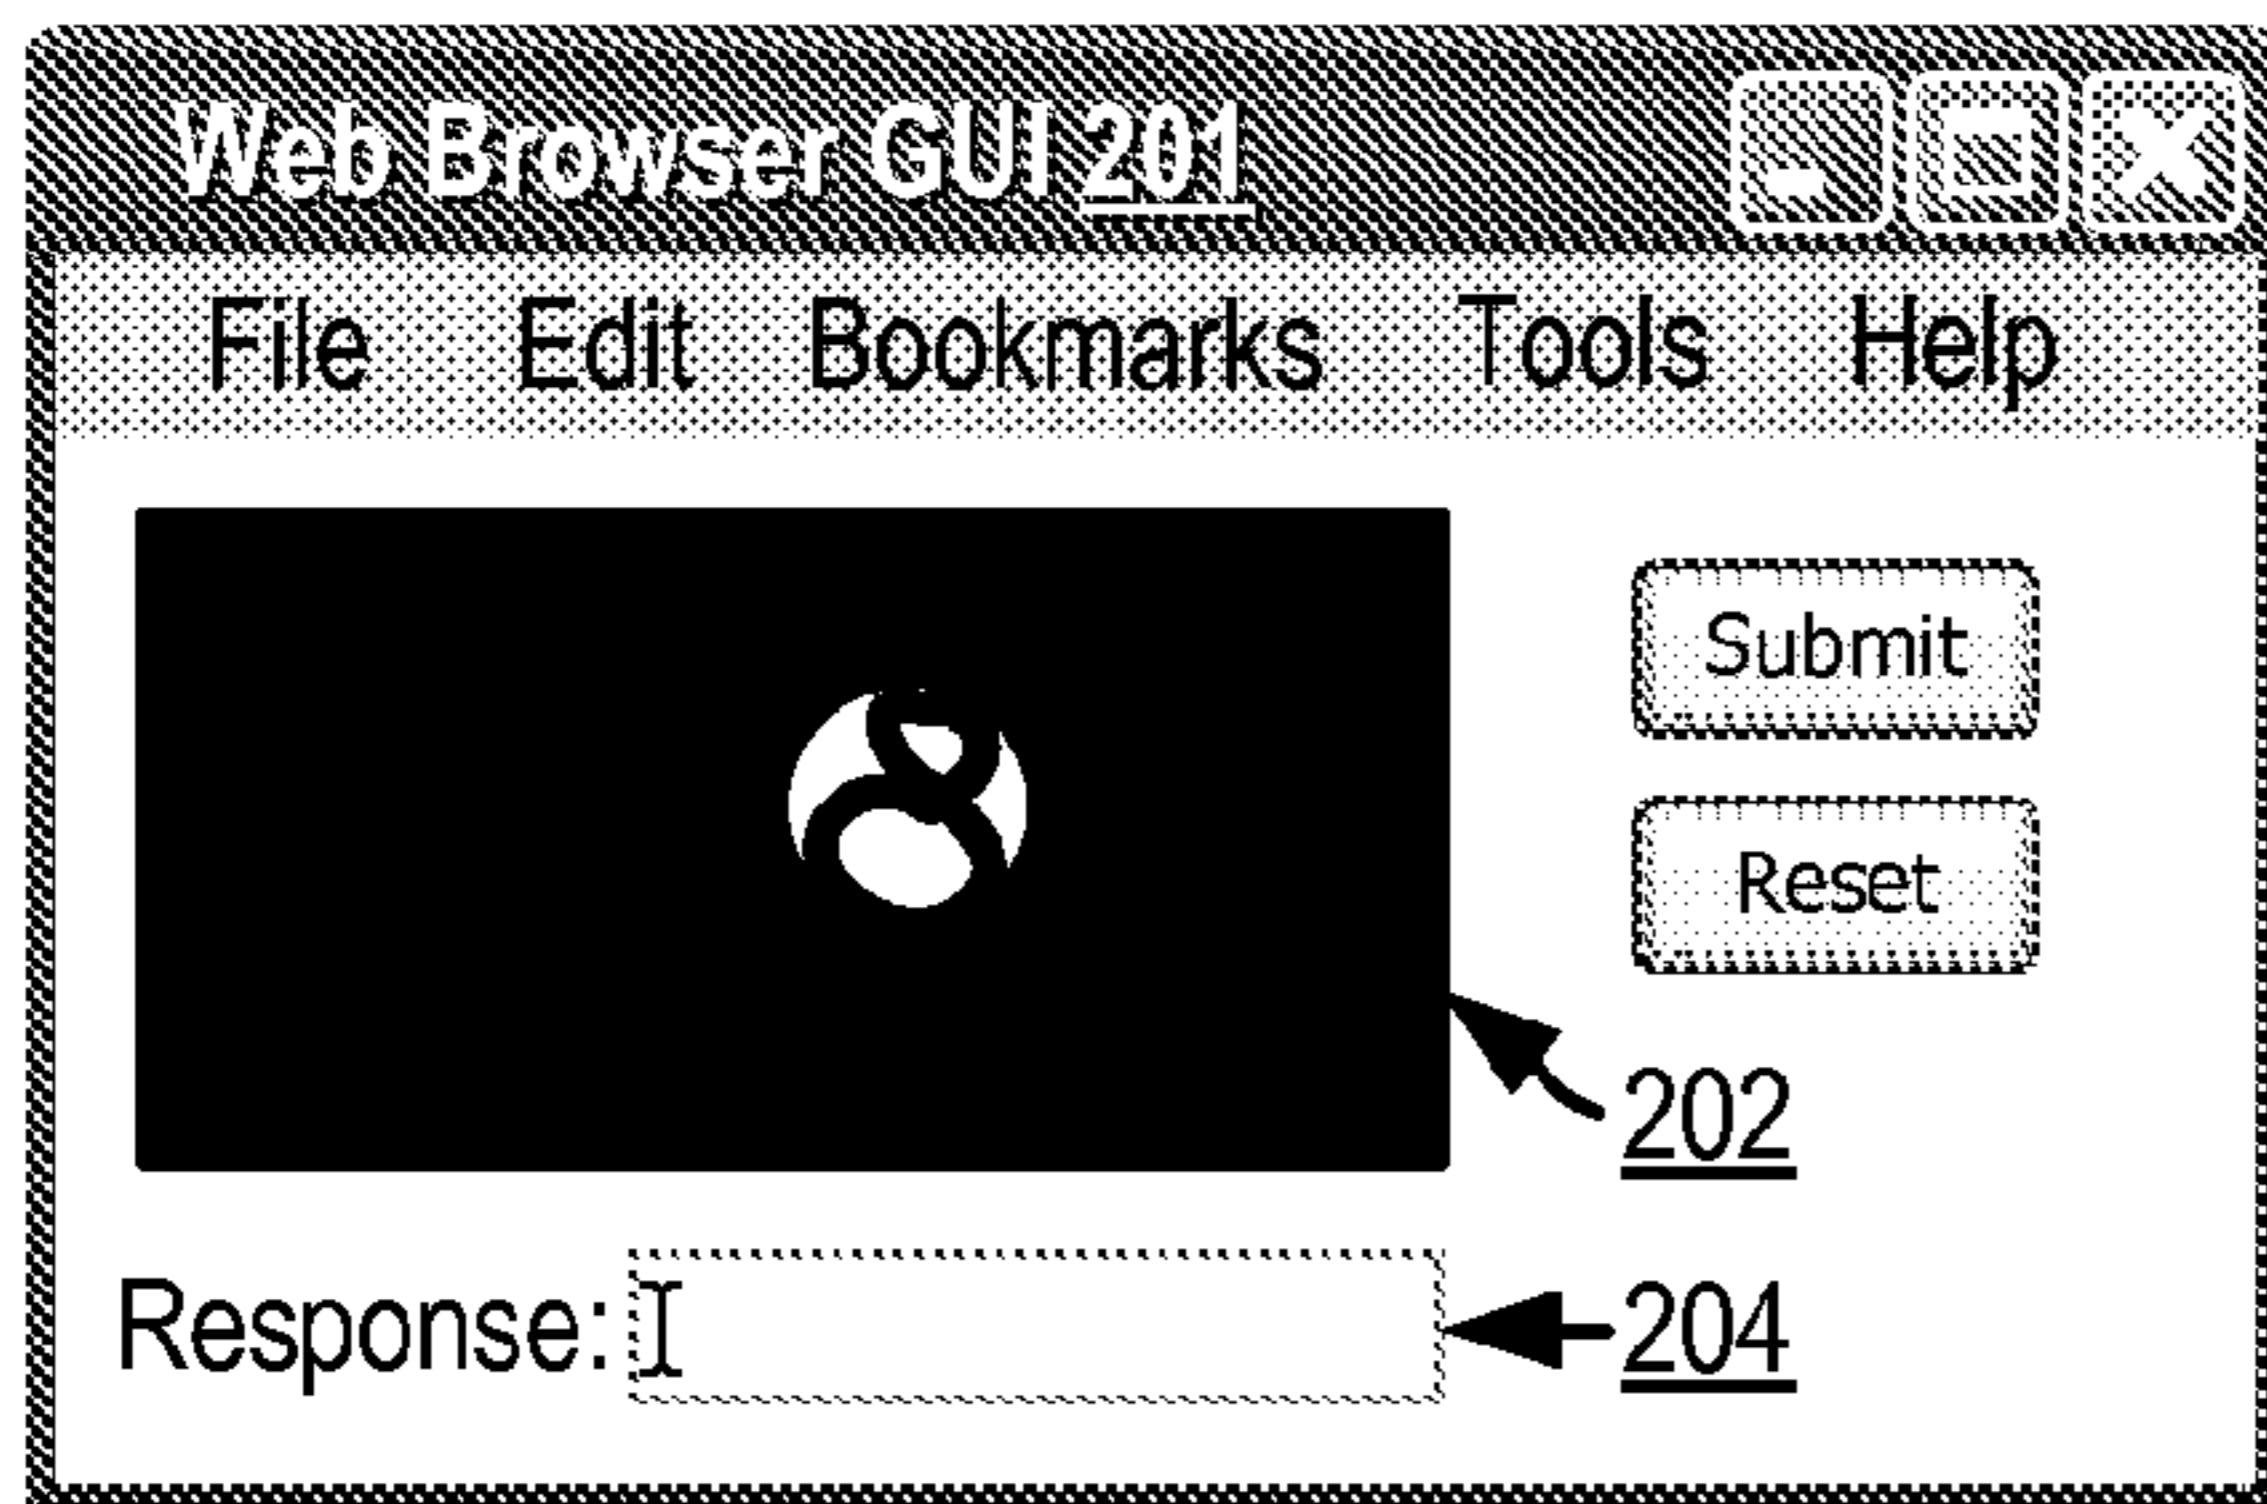 Web Browser GUI 201
File Edit Bookmarks Tools Help
8
Submit
Reset
202
Response:
204